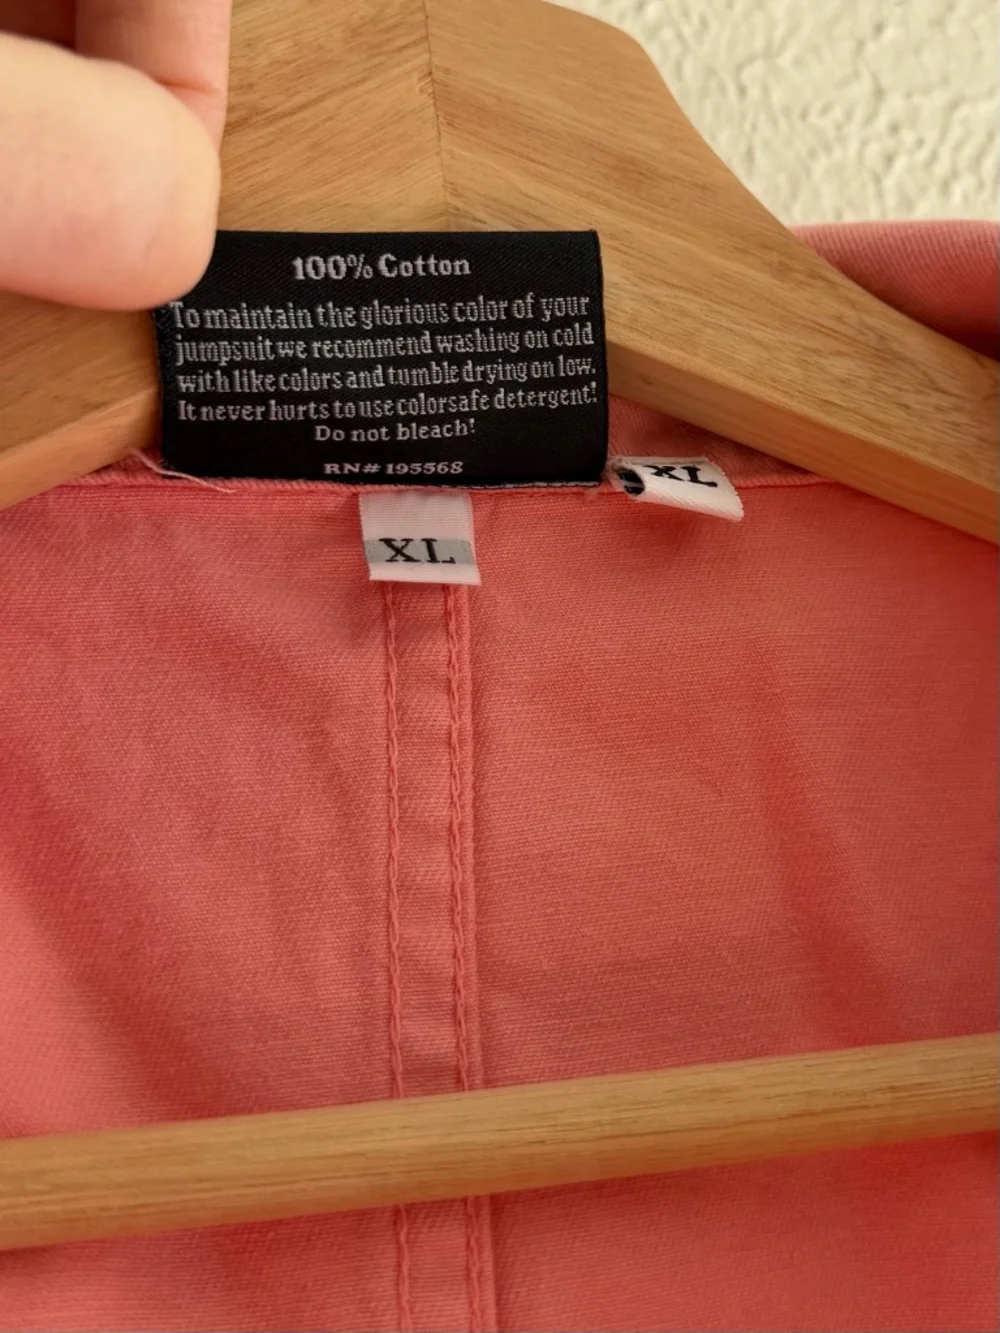 100% Cotton
To maintain the glorious color of your
jumpsuit we recommend washing on cold
with like colors and tumble drying on low.
It never hurts to use colorsafe detergent!
Do not bleach!
RN# 195568
XL
XL